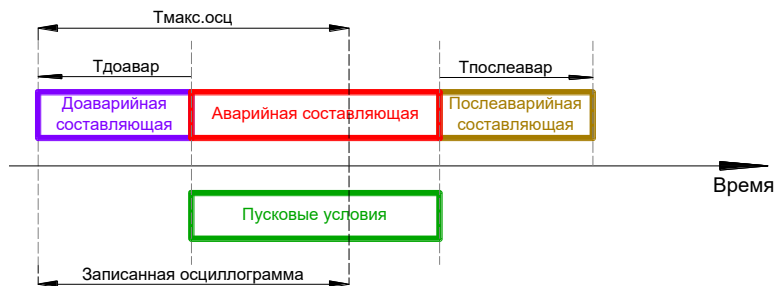 Тмакс.осц
Тдоавар
Тпослеавар
Доаварийная
составляющая
Аварийная составляющая
Послеаварийная
составляющая
Время
Пусковые условия
Записанная осциллограмма